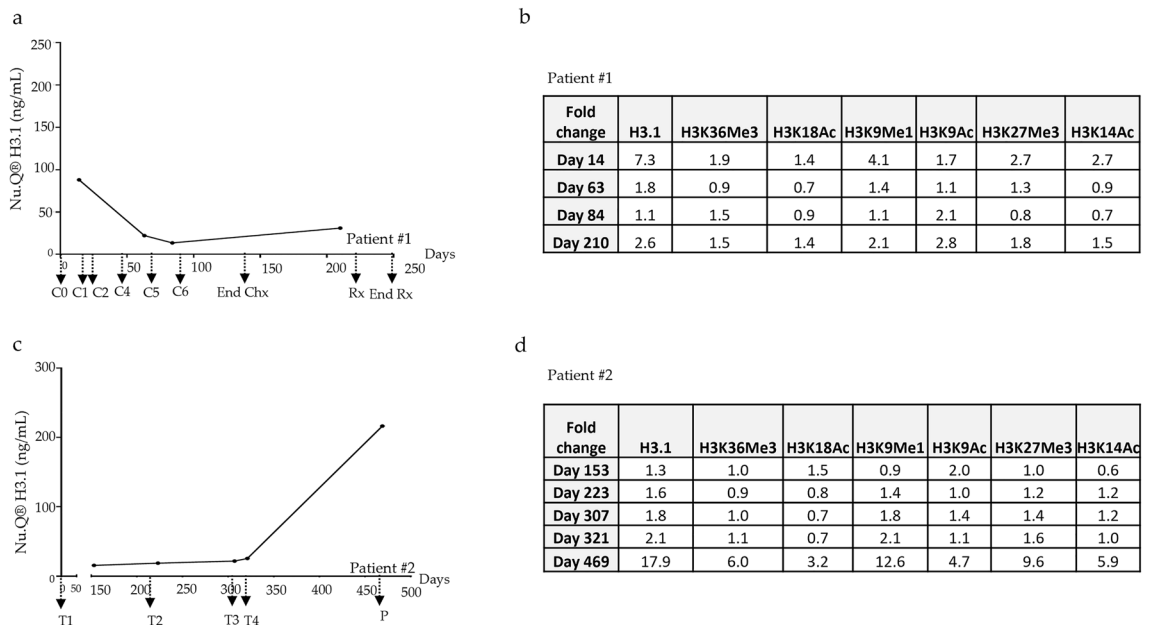 a
Nu.Q® H3.1 (ng/mL)
250
200
150
100
50
0
Patient #1
Days
0 50 100 150 200 250
C0 C1 C2 C4 C5 C6 End Chx Rx End Rx
b
Patient #1
Fold change H3.1 H3K36Me3 H3K18Ac H3K9Me1 H3K9Ac H3K27Me3 H3K14Ac
Day 14 7.3 1.9 1.4 4.1 1.7 2.7 2.7
Day 63 1.8 0.9 0.7 1.4 1.1 1.3 0.9
Day 84 1.1 1.5 0.9 1.1 2.1 0.8 0.7
Day 210 2.6 1.5 1.4 2.1 2.8 1.8 1.5
c
Nu.Q® H3.1 (ng/mL)
300
200
100
0
Patient #2
Days
0 50 150 200 250 300 350 400 450 500
T1 T2 T3 T4 P
d
Patient #2
Fold change H3.1 H3K36Me3 H3K18Ac H3K9Me1 H3K9Ac H3K27Me3 H3K14Ac
Day 153 1.3 1.0 1.5 0.9 2.0 1.0 0.6
Day 223 1.6 0.9 0.8 1.4 1.0 1.2 1.2
Day 307 1.8 1.0 0.7 1.8 1.4 1.4 1.2
Day 321 2.1 1.1 0.7 2.1 1.1 1.6 1.0
Day 469 17.9 6.0 3.2 12.6 4.7 9.6 5.9